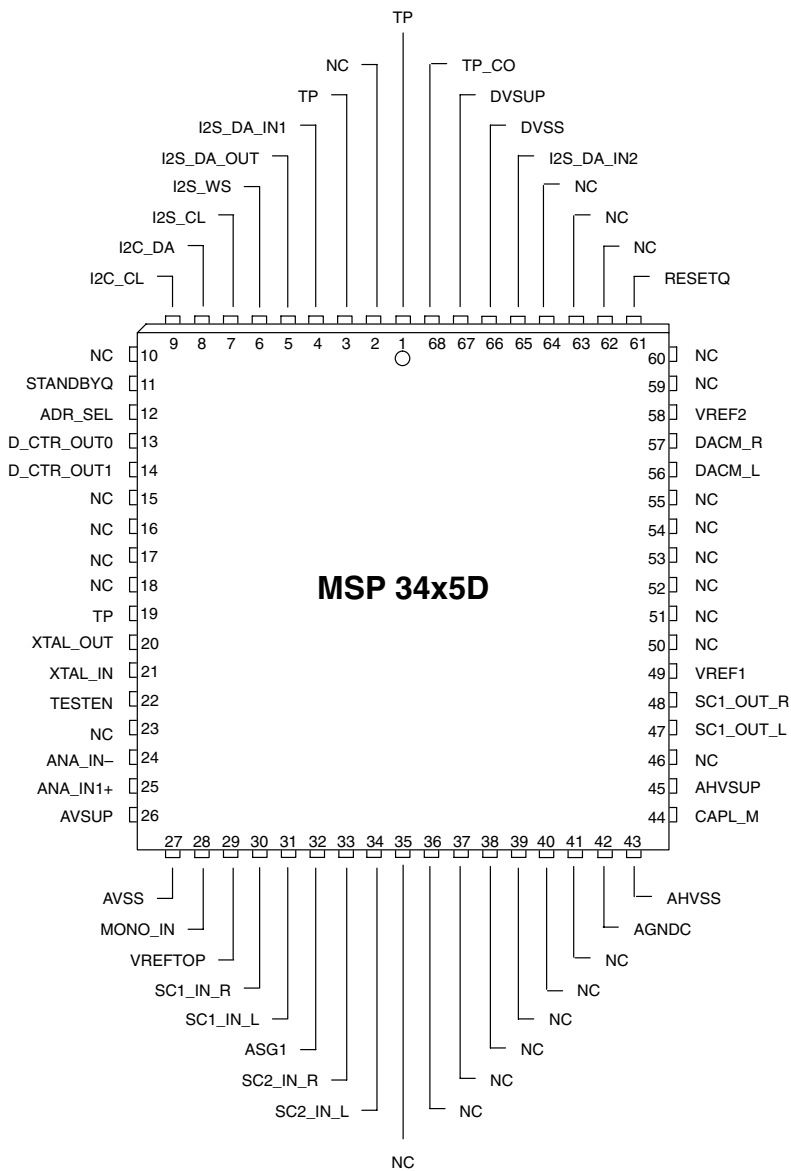 TP
NC TP_CO
TP DVSUP
I2S_DA_IN1 DVSS
I2S_DA_OUT I2S_DA_IN2
I2S_WS NC
I2S_CL NC
I2C_DA NC
I2C_CL RESETQ
9 8 7 6 5 4 3 2 1 68 67 66 65 64 63 62 61
NC 10 60 NC
STANDBYQ 11 59 NC
ADR_SEL 12 58 VREF2
D_CTR_OUT0 13 57 DACM_R
D_CTR_OUT1 14 56 DACM_L
NC 15 55 NC
NC 16 54 NC
NC 17 53 NC
NC 18 52 NC
MSP 34x5D
TP 19 51 NC
XTAL_OUT 20 50 NC
XTAL_IN 21 49 VREF1
TESTEN 22 48 SC1_OUT_R
NC 23 47 SC1_OUT_L
ANA_IN– 24 46 NC
ANA_IN1+ 25 45 AHVSUP
AVSUP 26 44 CAPL_M
27 28 29 30 31 32 33 34 35 36 37 38 39 40 41 42 43
AVSS AHVSS
MONO_IN AGNDC
VREFTOP NC
SC1_IN_R NC
SC1_IN_L NC
ASG1 NC
SC2_IN_R NC
SC2_IN_L NC
NC